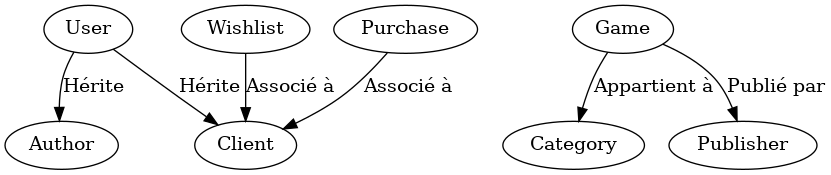 User
Wishlist
Purchase
Game
Hérite
Hérite
Associé à
Associé à
Appartient à
Publié par
Author
Client
Category
Publisher